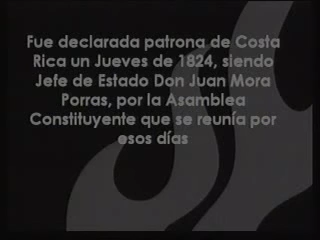 Fue declarada patrona de Costa
Rica un Jueves de 1824, siendo
Jefe de Estado Don Juan Mora
Porras, por la Asamblea
Constituyente que se reunía por
esos días